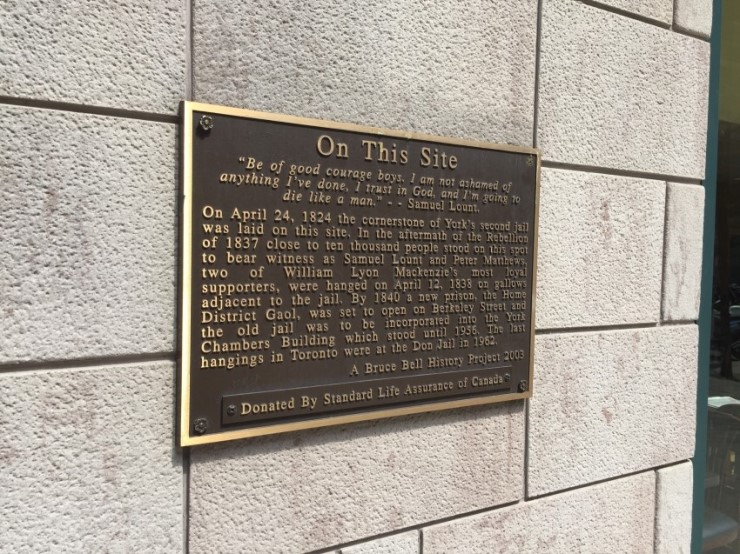 On This Site
"Be of good courage boys. I am not ashamed of
anything I've done, I trust in God, and I'm going to
die like a man." - - Samuel Lount.
On April 24, 1824 the cornerstone of York's second jail
was laid on this site. In the aftermath of the Rebellion
of 1837 close to ten thousand people stood on this spot
to bear witness as Samuel Lount and Peter Matthews,
two of William Lyon Mackenzie's most loyal
supporters, were hanged on April 12, 1838 on gallows
adjacent to the jail. By 1840 a new prison, the Home
District Gaol, was set to open on Berkeley Street and
the old jail was to be incorporated into the York
Chambers Building which stood until 1956. The last
hangings in Toronto were at the Don Jail in 1962.
A Bruce Bell History Project 2003
Donated By Standard Life Assurance of Canada